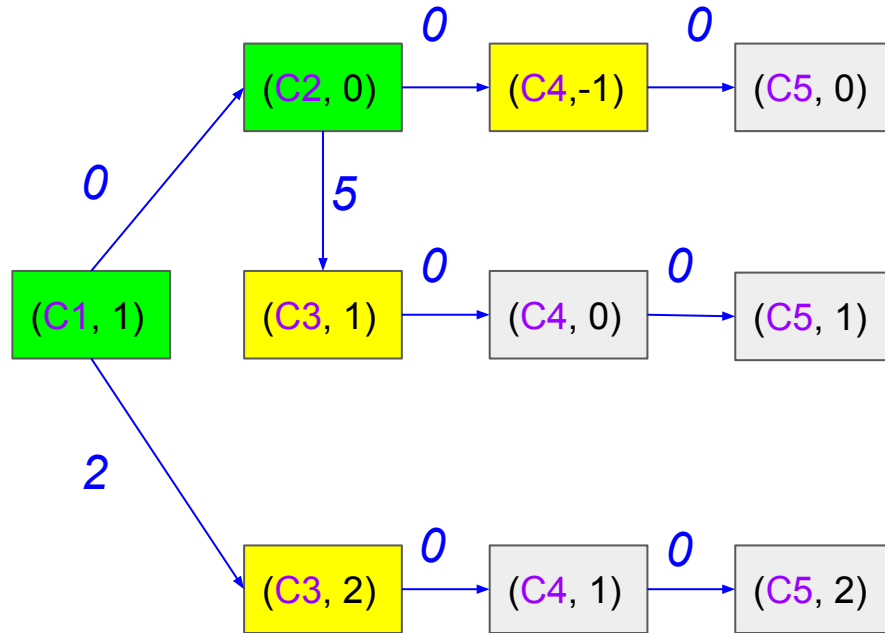 0 0
(C2, 0) (C4,-1) (C5, 0)
0 5
0 0
(C1, 1) (C3, 1) (C4, 0) (C5, 1)
2
0 0
(C3, 2) (C4, 1) (C5, 2)